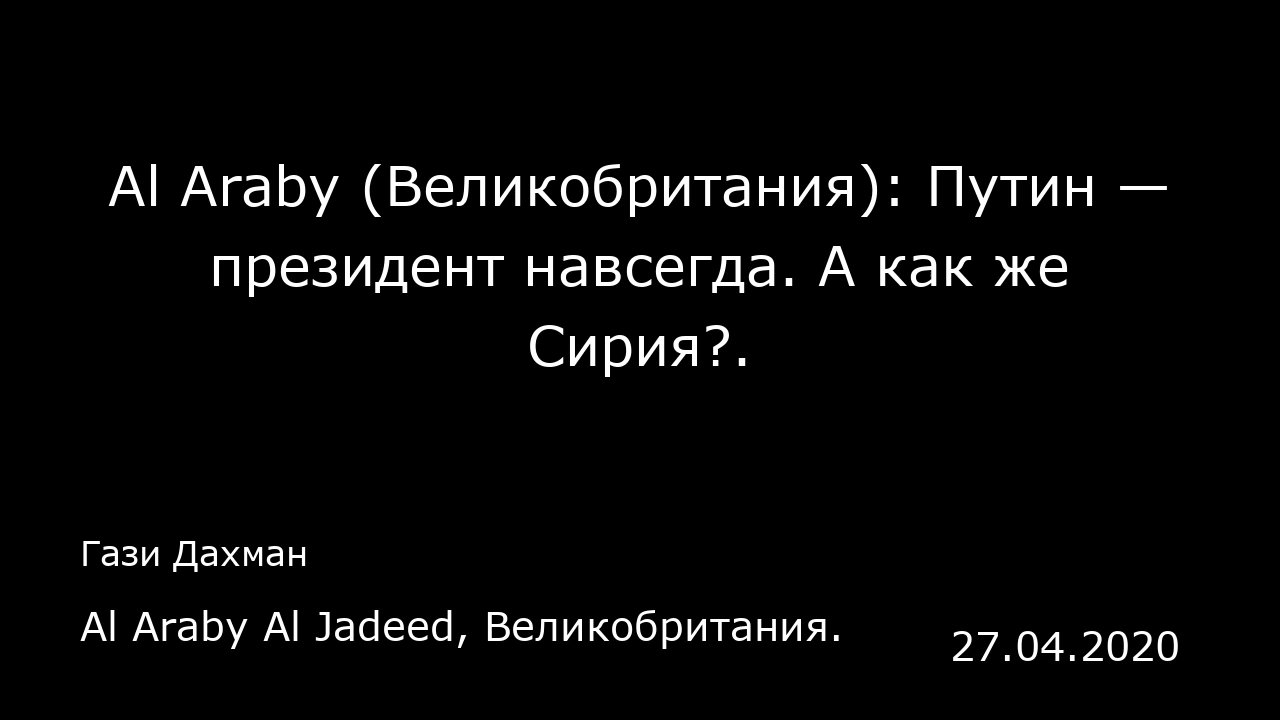 Al Araby (Великобритания): Путин —
президент навсегда. А как же
Сирия?.
Гази Дахман
Al Araby Al Jadeed, Великобритания.
27.04.2020